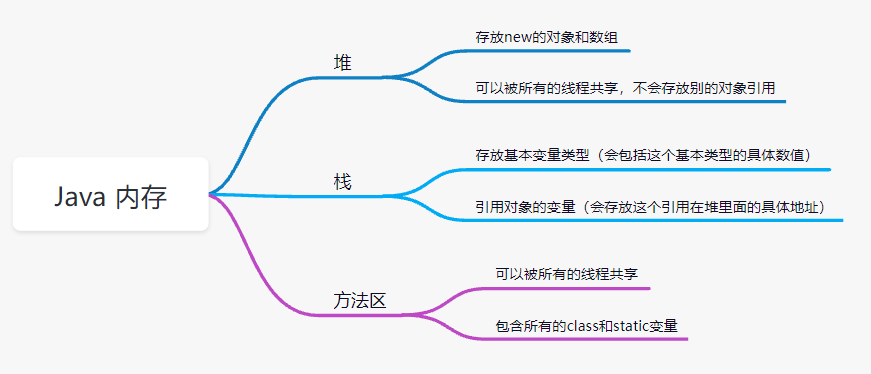 Java 内存
堆
存放new的对象和数组
可以被所有的线程共享，不会存放别的对象引用
栈
存放基本变量类型（会包括这个基本类型的具体数值）
引用对象的变量（会存放这个引用在堆里面的具体地址）
方法区
可以被所有的线程共享
包含所有的class和static变量